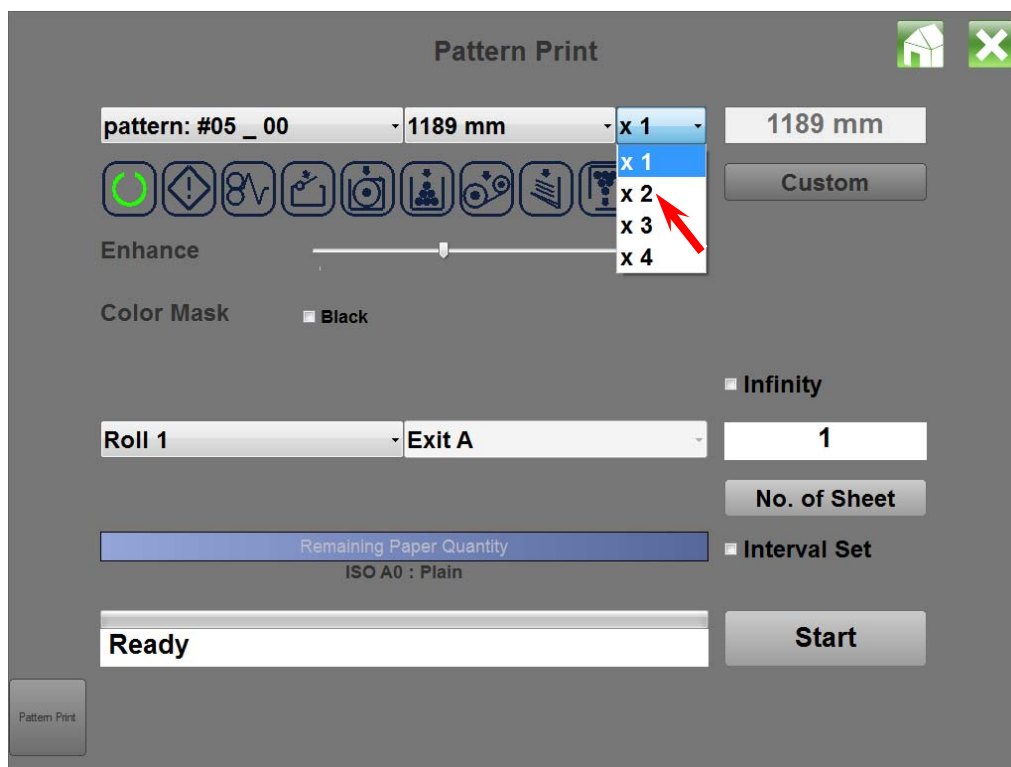 Pattern Print
pattern: #05 _ 00 1189 mm x 1 1189 mm
x 1
x 2
x 3
x 4
Custom
Enhance
Color Mask Black
Infinity
Roll 1 Exit A 1
No. of Sheet
Remaining Paper Quantity
Interval Set
ISO A0 : Plain
Ready
Start
Pattern Print